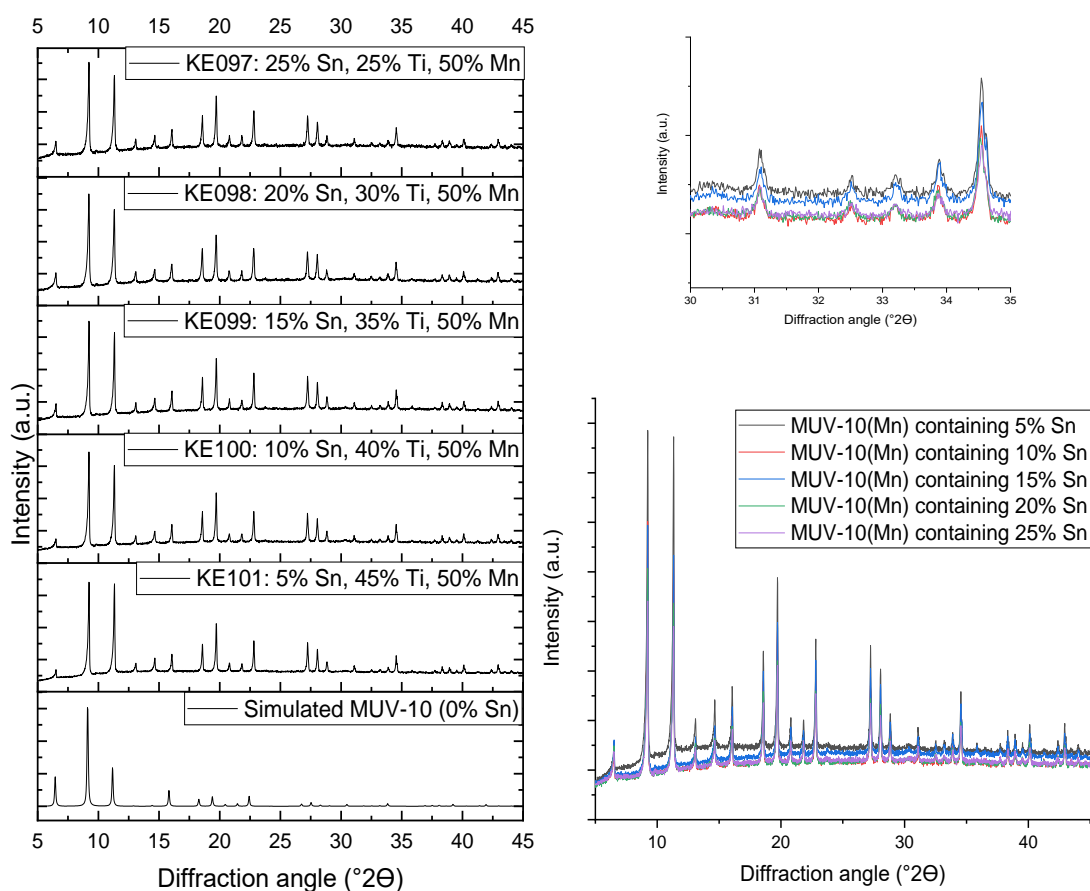 5 10 15 20 25 30 35 40 45
KE097: 25% Sn, 25% Ti, 50% Mn
KE098: 20% Sn, 30% Ti, 50% Mn
KE099: 15% Sn, 35% Ti, 50% Mn
KE100: 10% Sn, 40% Ti, 50% Mn
KE101: 5% Sn, 45% Ti, 50% Mn
Simulated MUV-10 (0% Sn)
Intensity (a.u.)
5 10 15 20 25 30 35 40 45
Diffraction angle (°2Θ)
Intensity (a.u.)
30 31 32 33 34 35
Diffraction angle (°2Θ)
MUV-10(Mn) containing 5% Sn
MUV-10(Mn) containing 10% Sn
MUV-10(Mn) containing 15% Sn
MUV-10(Mn) containing 20% Sn
MUV-10(Mn) containing 25% Sn
Intensity (a.u.)
10 20 30 40
Diffraction angle (°2Θ)